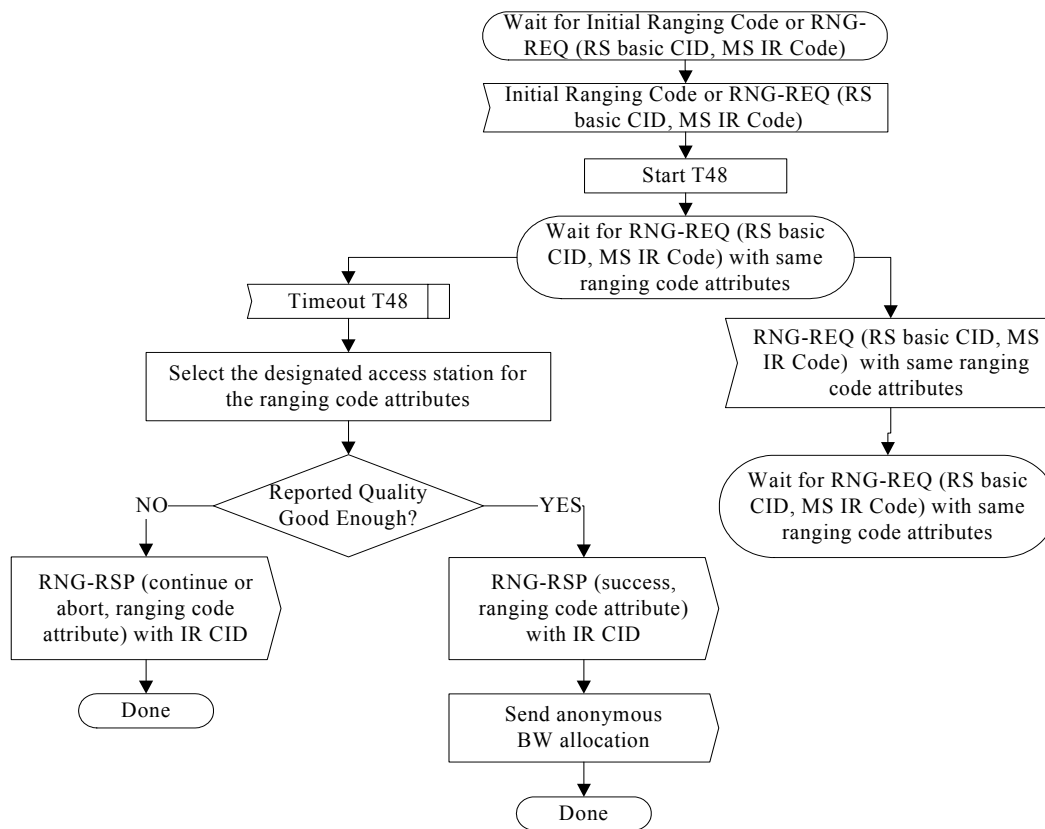 Wait for Initial Ranging Code or RNG-
REQ (RS basic CID, MS IR Code)
Initial Ranging Code or RNG-REQ (RS
basic CID, MS IR Code)
Start T48
Wait for RNG-REQ (RS basic
CID, MS IR Code) with same
ranging code attributes
Timeout T48
RNG-REQ (RS basic CID, MS
IR Code) with same ranging
code attributes
Select the designated access station for
the ranging code attributes
Wait for RNG-REQ (RS basic
CID, MS IR Code) with same
ranging code attributes
Reported Quality
Good Enough?
NO
YES
RNG-RSP (continue or
abort, ranging code
attribute) with IR CID
RNG-RSP (success,
ranging code attribute)
with IR CID
Done
Send anonymous
BW allocation
Done